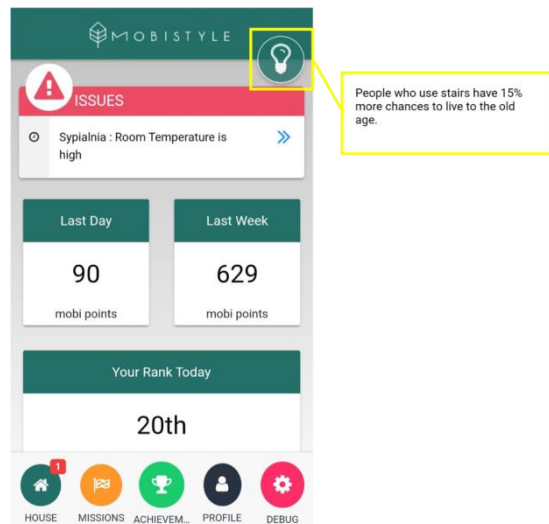 MOBISTYLE
People who use stairs have 15%
more chances to live to the old
age.
ISSUES
Sypialnia : Room Temperature is
high
Last Day
90
mobi points
Last Week
629
mobi points
Your Rank Today
20th
1
HOUSE
MISSIONS
ACHIEVEM...
PROFILE
DEBUG